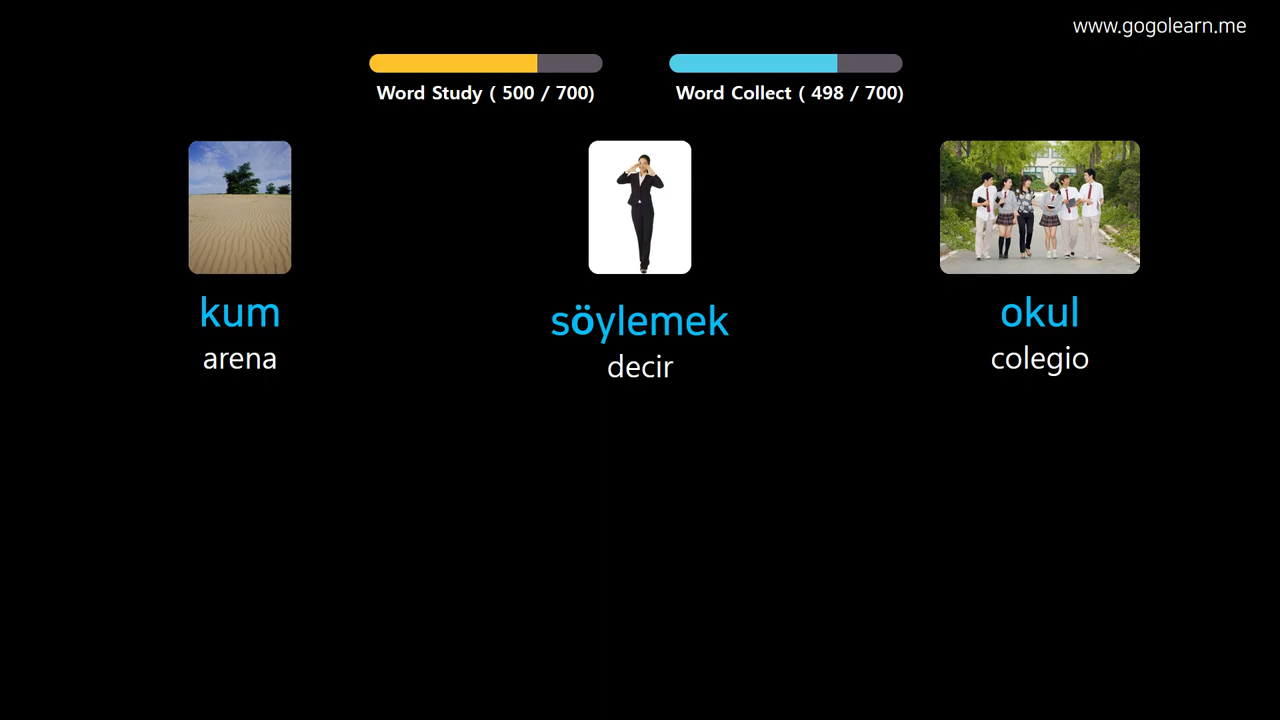 www.gogolearn.me
Word Study ( 500 / 700)
Word Collect ( 498 / 700)
kum
arena
söylemek
decir
okul
colegio